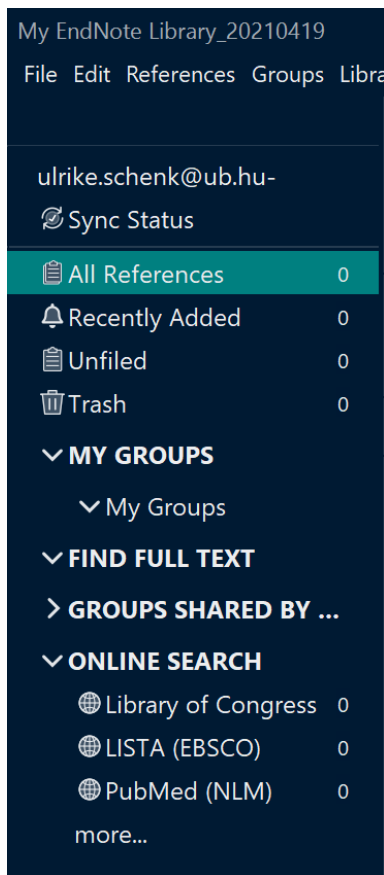 My EndNote Library_20210419
File Edit References Groups Libra
ulrike.schenk@ub.hu-
Sync Status
All References 0
Recently Added 0
Unfiled 0
Trash 0
MY GROUPS
My Groups
FIND FULL TEXT
GROUPS SHARED BY ...
ONLINE SEARCH
Library of Congress 0
LISTA (EBSCO) 0
PubMed (NLM) 0
more...